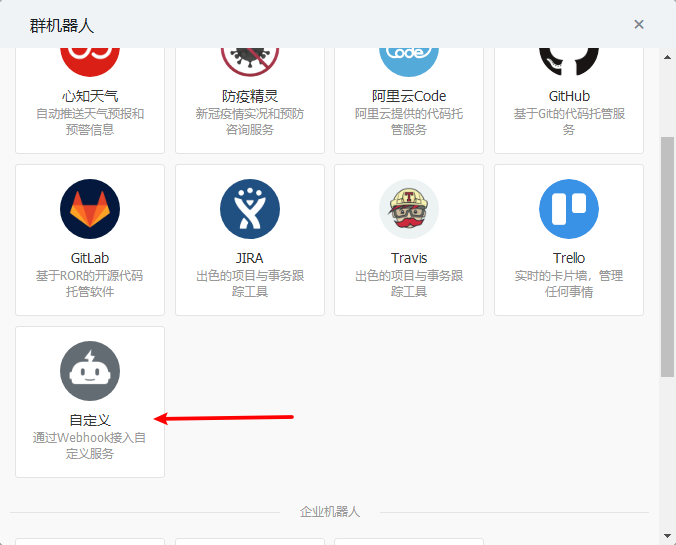 群机器人
心知天气
自动推送天气预报和
预警信息
防疫精灵
新冠疫情实况和预防
咨询服务
Code
阿里云Code
阿里云提供的代码托
管服务
GitHub
基于Git的代码托管服
务
GitLab
基于ROR的开源代码
托管软件
JIRA
出色的项目与事务跟
踪工具
T
Travis
出色的项目与事务跟
踪工具
Trello
实时的卡片墙，管理
任何事情
自定义
通过Webhook接入自
定义服务
企业机器人